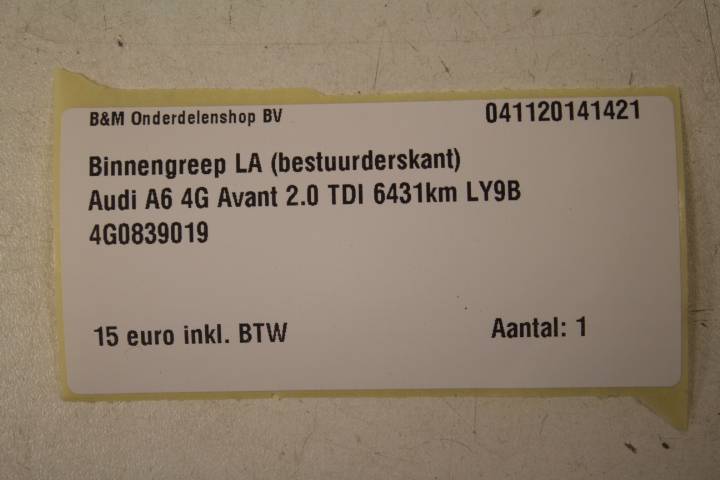 B&M Onderdelenshop BV 041120141421
Binnengreep LA (bestuurderskant)
Audi A6 4G Avant 2.0 TDI 6431km LY9B
4G0839019
15 euro inkl. BTW Aantal: 1